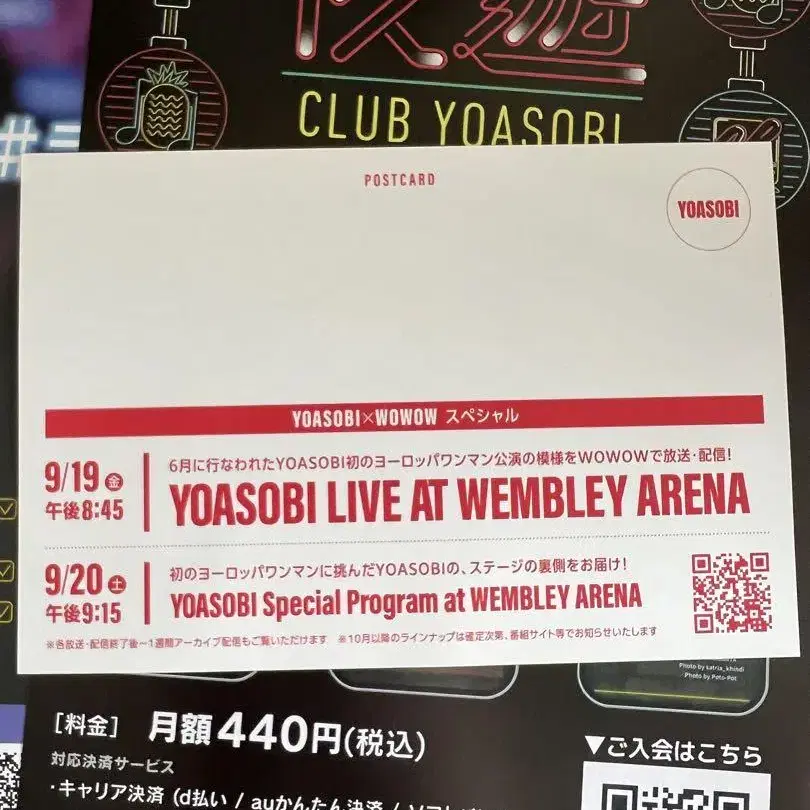 CLUB YOASOBI
#
POSTCARD
YOASOBI
YOASOBI×WOWOW スペシャル
9/19 金
午後8:45
6月に行なわれたYOASOBI初のヨーロッパワンマン公演の模様をWOWOWで放送・配信!
YOASOBI LIVE AT WEMBLEY ARENA
9/20 土
午後9:15
初のヨーロッパワンマンに挑んだYOASOBIの、ステージの裏側をお届け!
YOASOBI Special Program at WEMBLEY ARENA
※各放送・配信終了後~1週間アーカイブ配信もご覧いただけます ※10月以降のラインナップは確定次第、番組サイト等でお知らせいたします
Photo by katria_khindi
Photo by Poto-Pot
[料金] 月額440円(税込)
対応決済サービス
・キャリア決済 (d払い / auかんたん決済 /
▼ご入会はこちら